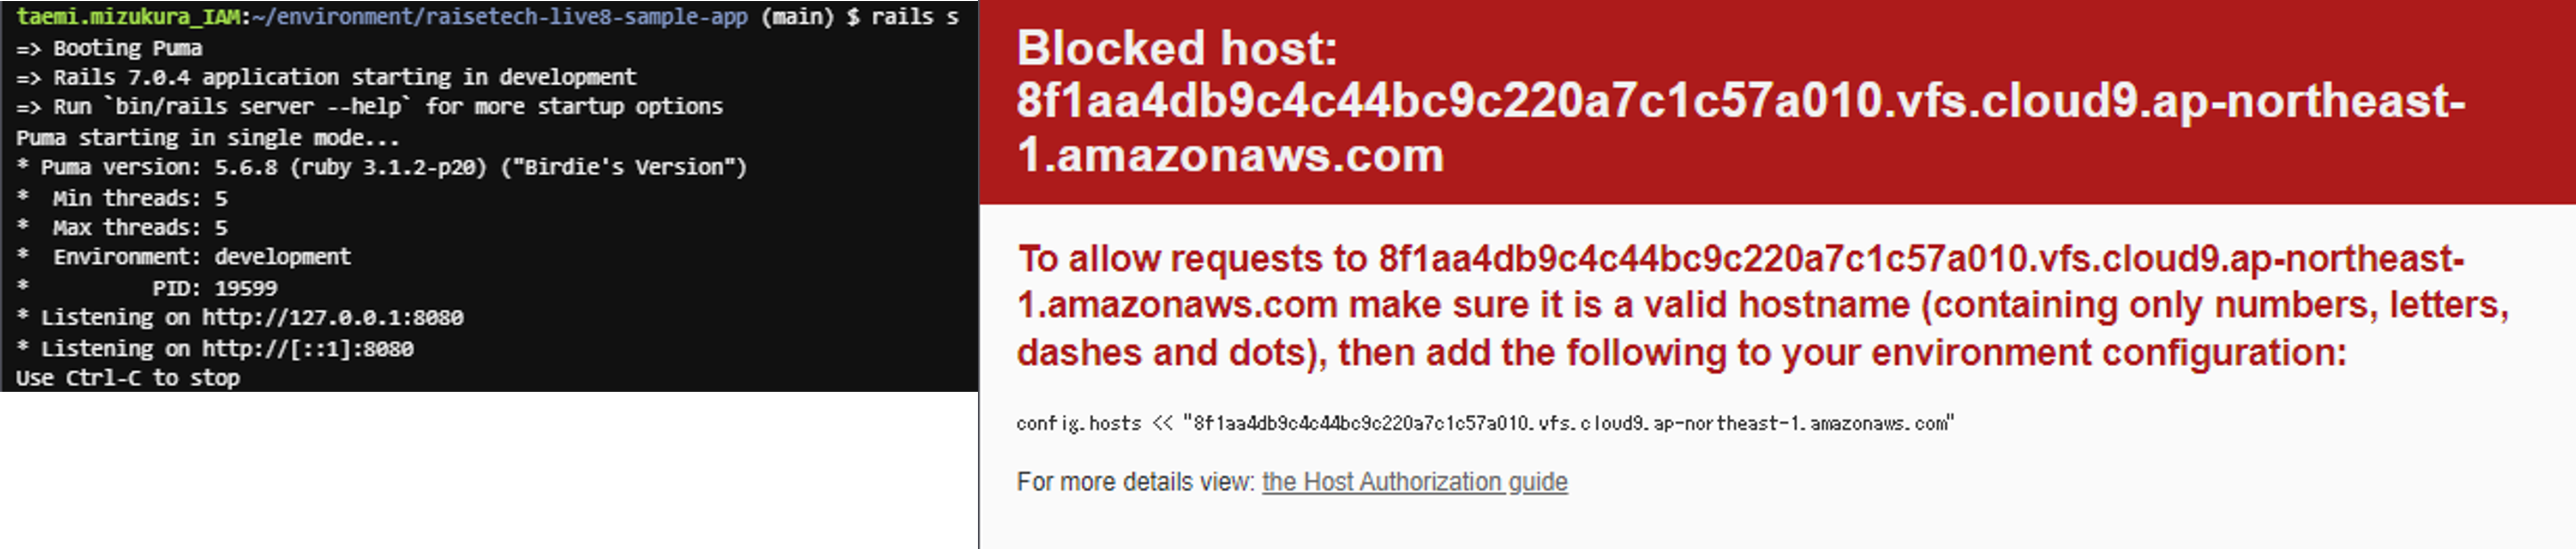 taemi.mizukura_IAM:~/environment/raisetech-live8-sample-app (main) $ rails s
=> Booting Puma
=> Rails 7.0.4 application starting in development
=> Run `bin/rails server --help` for more startup options
Puma starting in single mode...
* Puma version: 5.6.8 (ruby 3.1.2-p20) ("Birdie's Version")
*  Min threads: 5
*  Max threads: 5
*  Environment: development
*          PID: 19599
* Listening on http://127.0.0.1:8080
* Listening on http://[::1]:8080
Use Ctrl-C to stop
Blocked host:
8f1aa4db9c4c44bc9c220a7c1c57a010.vfs.cloud9.ap-northeast-
1.amazonaws.com
To allow requests to 8f1aa4db9c4c44bc9c220a7c1c57a010.vfs.cloud9.ap-northeast-
1.amazonaws.com make sure it is a valid hostname (containing only numbers, letters,
dashes and dots), then add the following to your environment configuration:
config.hosts << "8f1aa4db9c4c44bc9c220a7c1c57a010.vfs.cloud9.ap-northeast-1.amazonaws.com"
For more details view: the Host Authorization guide